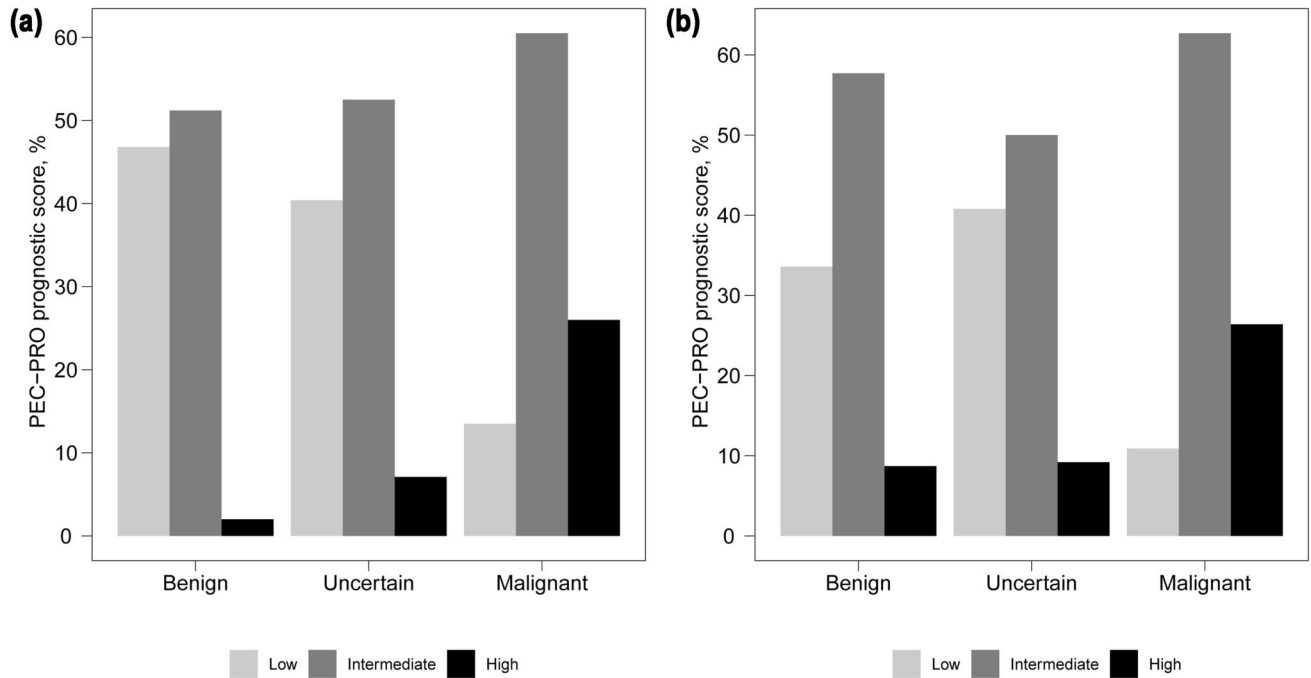 (a)
PEC−PRO prognostic score, %
60
50
40
30
20
10
0
Benign Uncertain Malignant
Low Intermediate High
(b)
PEC−PRO prognostic score, %
60
50
40
30
20
10
0
Benign Uncertain Malignant
Low Intermediate High